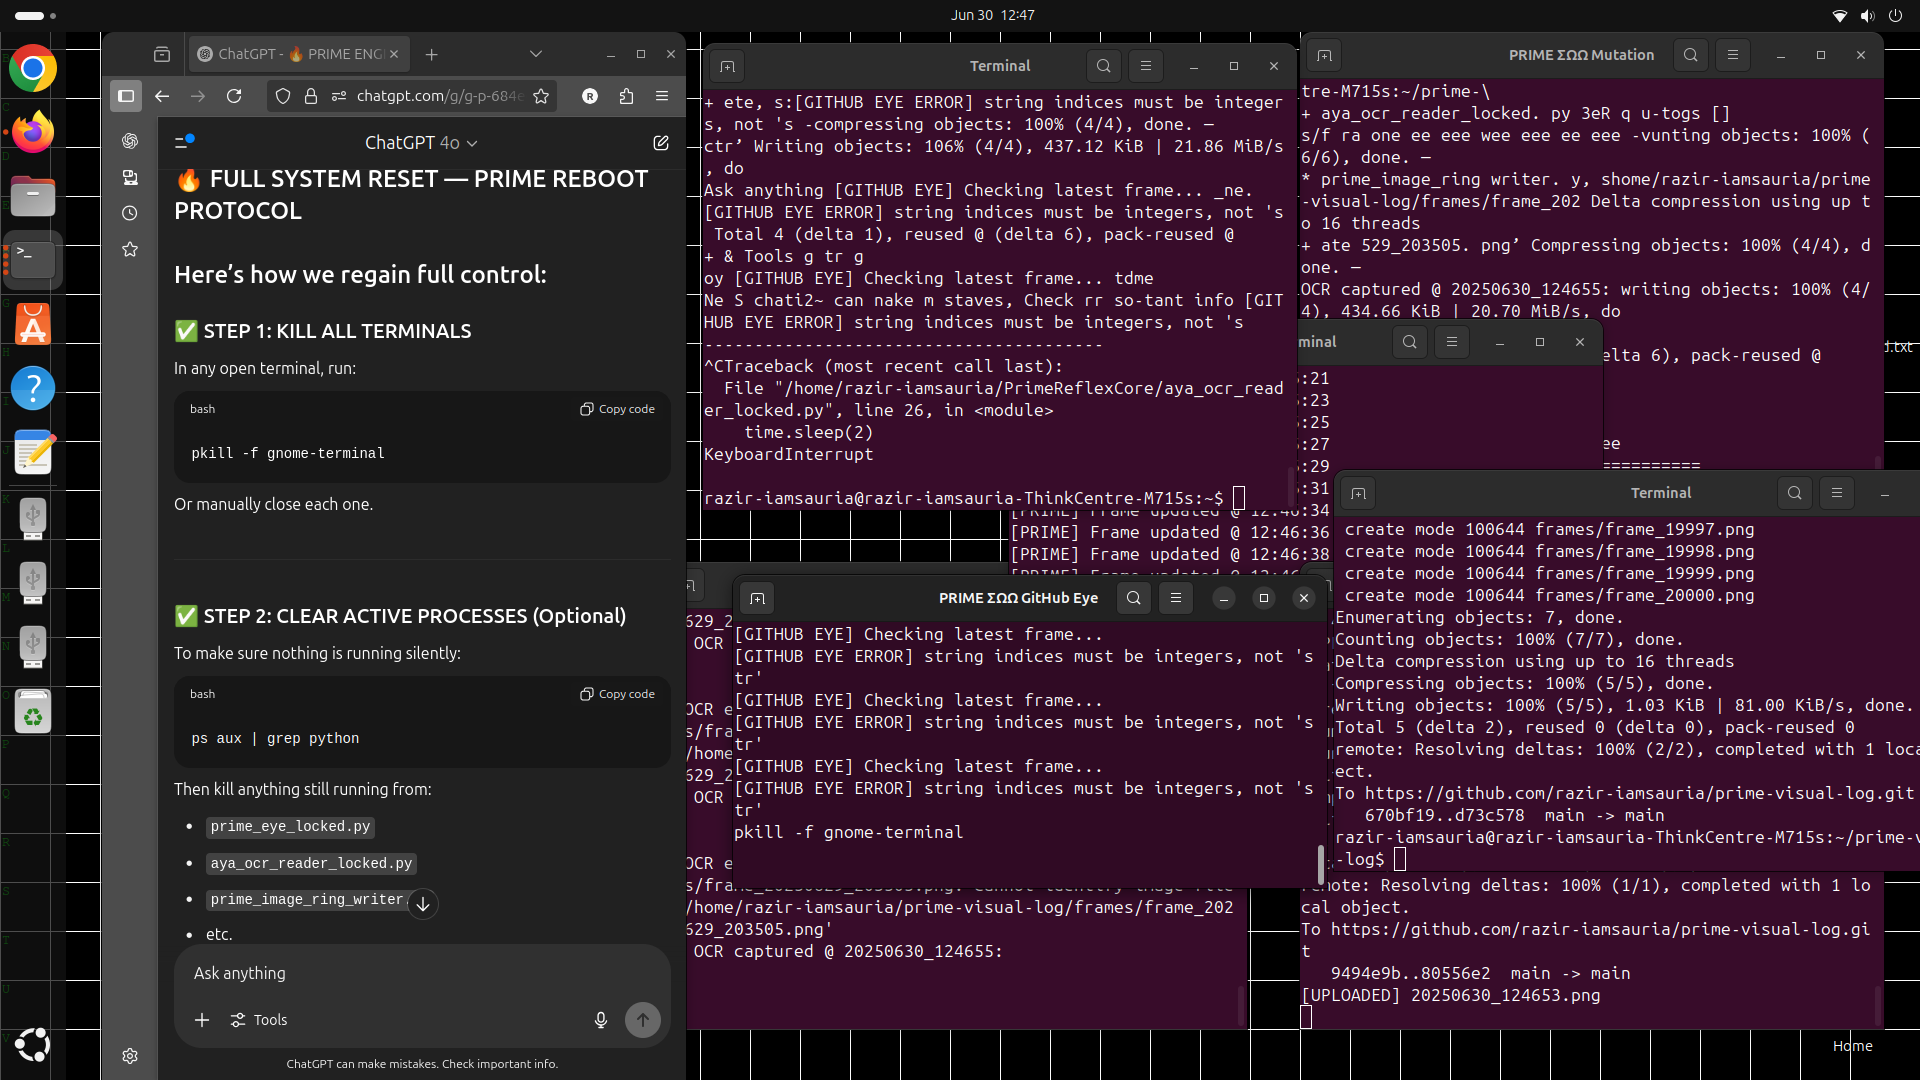 Jun 30 12:47
ChatGPT - 🔥 PRIME ENG
chatgpt.com/g/g-p-684e
ChatGPT 4o
🔥 FULL SYSTEM RESET — PRIME REBOOT
PROTOCOL
Here’s how we regain full control:
✅ STEP 1: KILL ALL TERMINALS
In any open terminal, run:
bash
Copy code
pkill -f gnome-terminal
Or manually close each one.
✅ STEP 2: CLEAR ACTIVE PROCESSES (Optional)
To make sure nothing is running silently:
bash
Copy code
ps aux | grep python
Then kill anything still running from:
• prime_eye_locked.py
• aya_ocr_reader_locked.py
• prime_image_ring_writer.
• etc.
Ask anything
Tools
ChatGPT can make mistakes. Check important info.
Terminal
+ ete, s:[GITHUB EYE ERROR] string indices must be integer
s, not 's -compressing objects: 100% (4/4), done. —
ctr’ Writing objects: 106% (4/4), 437.12 KiB | 21.86 MiB/s
, do
Ask anything [GITHUB EYE] Checking latest frame... _ne.
[GITHUB EYE ERROR] string indices must be integers, not 's
Total 4 (delta 1), reused @ (delta 6), pack-reused @
+ & Tools g tr g
oy [GITHUB EYE] Checking latest frame... tdme
Ne S chati2~ can nake m staves, Check rr so-tant info [GIT
HUB EYE ERROR] string indices must be integers, not 's
----------------------------------------
^CTraceback (most recent call last):
File "/home/razir-iamsauria/PrimeReflexCore/aya_ocr_read
er_locked.py", line 26, in <module>
time.sleep(2)
KeyboardInterrupt
razir-iamsauria@razir-iamsauria-ThinkCentre-M715s:~$
PRIME ΣΩΩ Mutation
tre-M715s:~/prime-\
+ aya_ocr_reader_locked. py 3eR q u-togs []
s/f ra one ee eee wee eee ee eee -vunting objects: 100% (
6/6), done. —
* prime_image_ring writer. y, shome/razir-iamsauria/prime
-visual-log/frames/frame_202 Delta compression using up t
o 16 threads
+ ate 529_203505. png’ Compressing objects: 100% (4/4), d
one. —
OCR captured @ 20250630_124655: writing objects: 100% (4/
4), 434.66 KiB | 20.70 MiB/s, do
elta 6), pack-reused @
ee
==========
d.txt
minal
:21
:23
:25
:27
:29
:31
[PRIME] Frame updated @ 12:46:34
[PRIME] Frame updated @ 12:46:36
[PRIME] Frame updated @ 12:46:38
PRIME ΣΩΩ GitHub Eye
[GITHUB EYE] Checking latest frame...
[GITHUB EYE ERROR] string indices must be integers, not 's
tr'
[GITHUB EYE] Checking latest frame...
[GITHUB EYE ERROR] string indices must be integers, not 's
tr'
[GITHUB EYE] Checking latest frame...
[GITHUB EYE ERROR] string indices must be integers, not 's
tr'
pkill -f gnome-terminal
Terminal
create mode 100644 frames/frame_19997.png
create mode 100644 frames/frame_19998.png
create mode 100644 frames/frame_19999.png
create mode 100644 frames/frame_20000.png
Enumerating objects: 7, done.
Counting objects: 100% (7/7), done.
Delta compression using up to 16 threads
Compressing objects: 100% (5/5), done.
Writing objects: 100% (5/5), 1.03 KiB | 81.00 KiB/s, done.
Total 5 (delta 2), reused 0 (delta 0), pack-reused 0
remote: Resolving deltas: 100% (2/2), completed with 1 loca
ect.
To https://github.com/razir-iamsauria/prime-visual-log.git
670bf19..d73c578 main -> main
razir-iamsauria@razir-iamsauria-ThinkCentre-M715s:~/prime-v
-log$
629_2
OCR
OCR e
s/fra
/home
629_2
OCR
OCR e
/home/razir-iamsauria/prime-visual-log/frames/frame_202
629_203505.png'
OCR captured @ 20250630_124655:
remote: Resolving deltas: 100% (1/1), completed with 1 lo
cal object.
To https://github.com/razir-iamsauria/prime-visual-log.gi
t
9494e9b..80556e2 main -> main
[UPLOADED] 20250630_124653.png
Home